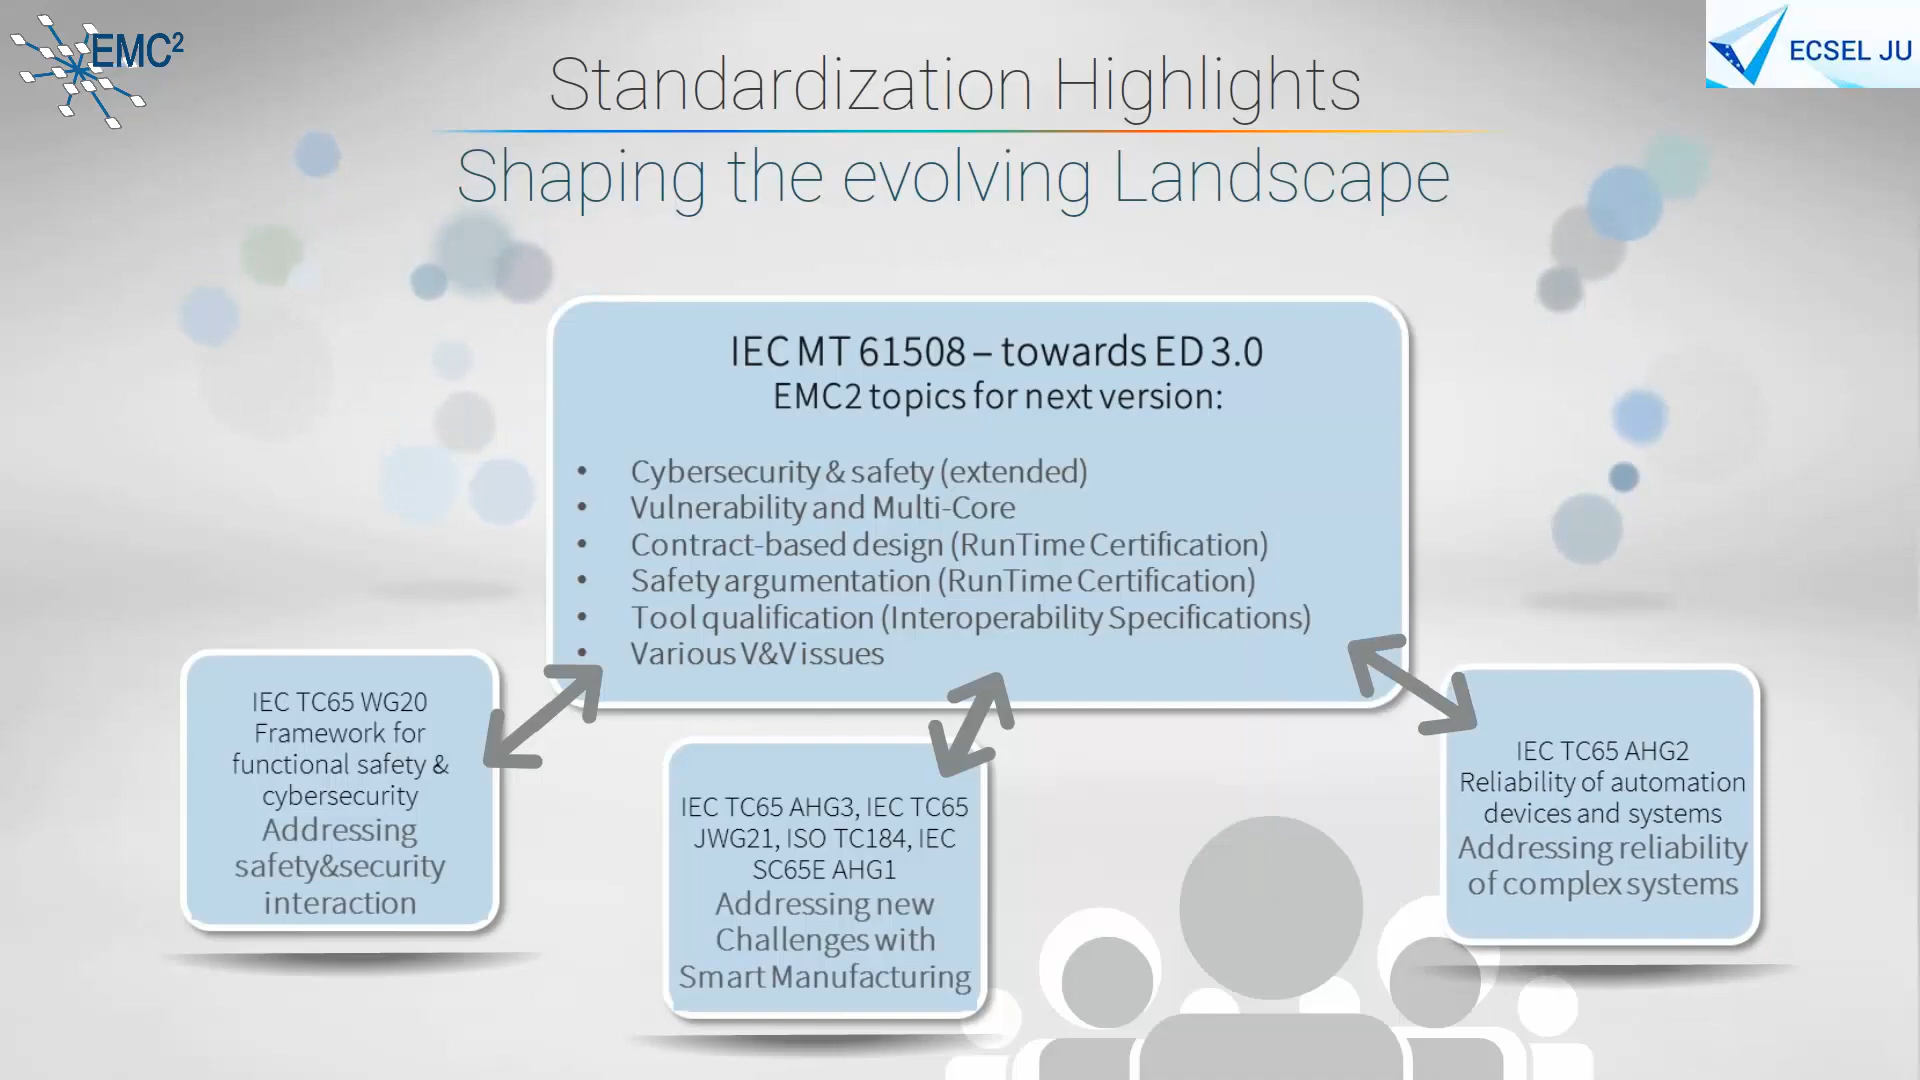 EMC²
ECSEL JU
Standardization Highlights
Shaping the evolving Landscape
IEC MT 61508 – towards ED 3.0
EMC2 topics for next version:
• Cybersecurity & safety (extended)
• Vulnerability and Multi-Core
• Contract-based design (RunTime Certification)
• Safety argumentation (RunTime Certification)
• Tool qualification (Interoperability Specifications)
• Various V&V issues
IEC TC65 WG20
Framework for
functional safety &
cybersecurity
Addressing
safety&security
interaction
IEC TC65 AHG3, IEC TC65
JWG21, ISO TC184, IEC
SC65E AHG1
Addressing new
Challenges with
Smart Manufacturing
IEC TC65 AHG2
Reliability of automation
devices and systems
Addressing reliability
of complex systems